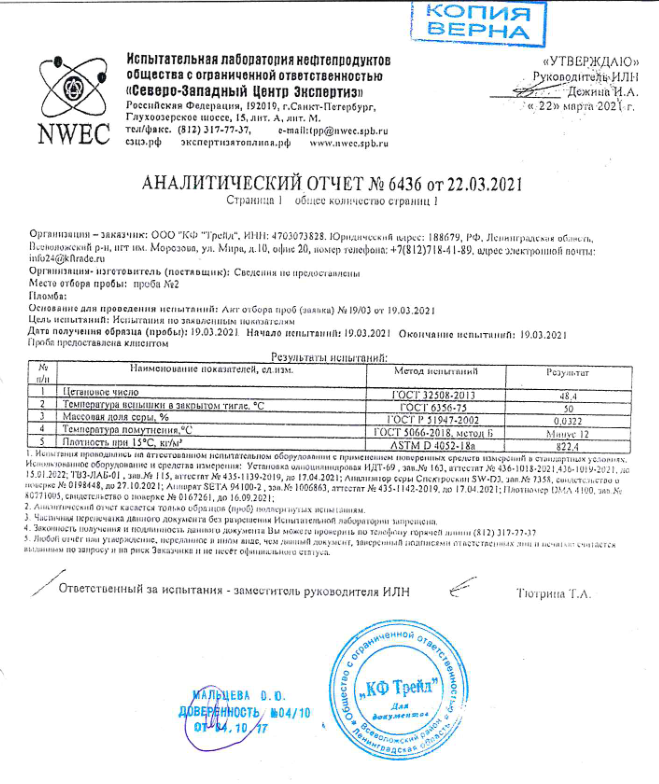 КОПИЯ
ВЕРНА
Испытательная лаборатория нефтепродуктов
общества с ограниченной ответственностью
«Северо-Западный Центр Экспертиз»
Российская Федерация, 192019, г.Санкт-Петербург,
Глухоозерское шоссе, 15, лит. А, лит. М.
тел/факс. (812) 317-77-37, e-mail:tpp@nwec.spb.ru
сзцэ.рф экспертизатоплива.рф www.nwec.spb.ru
NWEC
«УТВЕРЖДАЮ»
Руководитель ИЛН
Дежина И.А.
« 22» марта 2021 г.
АНАЛИТИЧЕСКИЙ ОТЧЕТ № 6436 от 22.03.2021
Страница 1 общее количество страниц 1
Организация – заказчик: ООО "КФ "Трейд", ИНН: 4703073828. Юридический адрес: 188679, РФ, Ленинградская область,
Всеволожский р-н, пгт им. Морозова, ул. Мира, д.10, офис 20, номер телефона: +7(812)718-41-89, адрес электронной почты:
info24@kftrade.ru
Организация- изготовитель (поставщик): Сведения не предоставлены
Место отбора пробы: проба №2
Пломба:
Основание для проведения испытаний: Акт отбора проб (заявка) №19/03 от 19.03.2021
Цель испытаний: Испытания по заявленным показателям
Дата получения образца (пробы): 19.03.2021 Начало испытаний: 19.03.2021 Окончание испытаний: 19.03.2021
Проба предоставлена клиентом
Результаты испытаний:
№ п/п Наименование показателей, ед.изм. Метод испытаний Результат
1 Цетановое число ГОСТ 32508-2013 48,4
2 Температура вспышки в закрытом тигле, °С ГОСТ 6356-75 50
3 Массовая доля серы, % ГОСТ Р 51947-2002 0,0322
4 Температура помутнения,°С ГОСТ 5066-2018, метод Б Минус 12
5 Плотность при 15°С, кг/м³ ASTM D 4052-18a 822,4
1. Испытания проводились на аттестованном испытательном оборудовании с применением поверенных средств измерений в стандартных условиях.
Использованное оборудование и средства измерения: Установка одноцилиндровая ИДТ-69 , зав.№ 163, аттестат № 436-1018-2021,436-1019-2021, до
15.01.2022; ТВЗ-ЛАБ-01 , зав.№ 115, аттестат № 435-1139-2019, до 17.04.2021; Анализатор серы Спектроскан SW-D3, зав.№ 7358, свидетельство о
поверке № 0198448, до 27.10.2021; Аппарат SETA 94100-2 , зав.№ 1006863, аттестат № 435-1142-2019, до 17.04.2021; Плотномер DMA 4100, зав.№
80771005, свидетельство о поверке № 0167261, до 16.09.2021;
2. Аналитический отчет касается только образцов (проб) подвергнутых испытаниям.
3. Частичная перепечатка данного документа без разрешения Испытательной лаборатории запрещена.
4. Законность получения и подлинность данного документа Вы можете проверить по телефону горячей линии (812) 317-77-37
5. Любой отчет или утверждение, переданное в ином виде, чем данный документ, заверенный подписями ответственных лиц и печатью считается
выданным по запросу и на риск Заказчика и не несёт официального статуса.
Ответственный за испытания - заместитель руководителя ИЛН Тютрина Т.А.
МАЛЬЦЕВА О.Ю.
ДОВЕРЕННОСТЬ №04/10
ОТ 04.10.17
Общество с ограниченной ответственностью
„КФ Трейд"
Для
документов
Всеволожский район
Ленинградская область